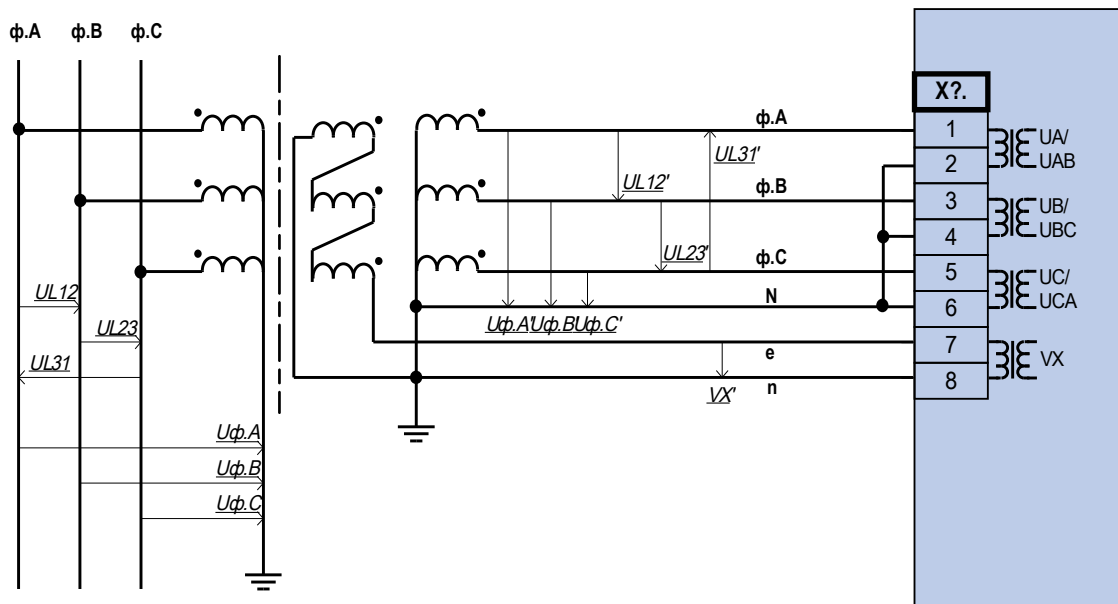 ф.A ф.B ф.C
X?.
ф.A
1
UA/
UAB
UL31'
2
UL12'
ф.B
3
UB/
UBC
4
UL23'
ф.C
5
UC/
UCA
UL12
N
6
Uф.A' Uф.B' Uф.C'
UL23
7
e
VX
UL31
8
n
VX'
Uф.A
Uф.B
Uф.C